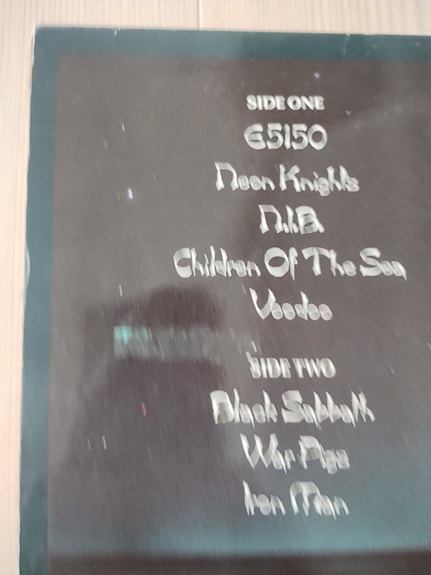 SIDE ONE
E5150
Neon Knights
N.I.B.
Children Of The Sea
Voodoo
SIDE TWO
Black Sabbath
War Pigs
Iron Man